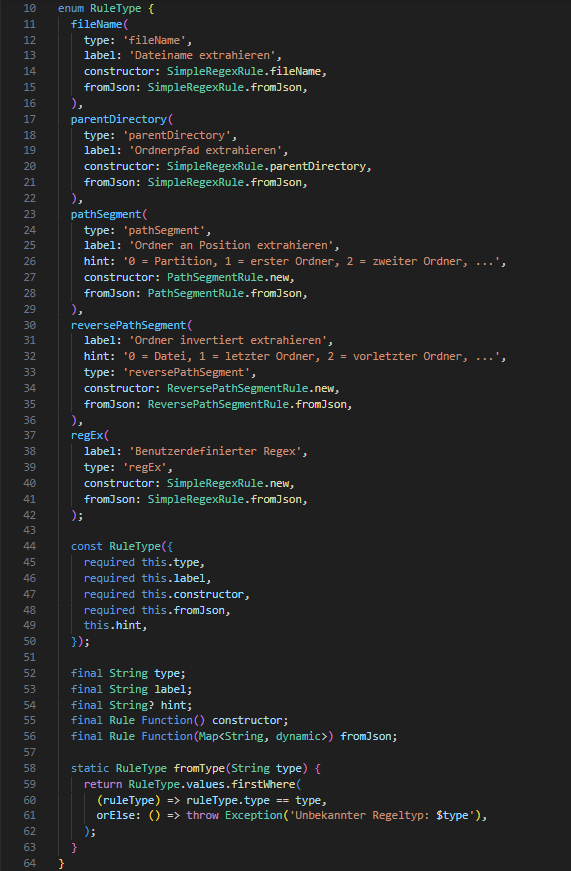 10 enum RuleType {
11   fileName(
12     type: 'fileName',
13     label: 'Dateiname extrahieren',
14     constructor: SimpleRegexRule.fileName,
15     fromJson: SimpleRegexRule.fromJson,
16   ),
17   parentDirectory(
18     type: 'parentDirectory',
19     label: 'Ordnerpfad extrahieren',
20     constructor: SimpleRegexRule.parentDirectory,
21     fromJson: SimpleRegexRule.fromJson,
22   ),
23   pathSegment(
24     type: 'pathSegment',
25     label: 'Ordner an Position extrahieren',
26     hint: '0 = Partition, 1 = erster Ordner, 2 = zweiter Ordner, ...',
27     constructor: PathSegmentRule.new,
28     fromJson: PathSegmentRule.fromJson,
29   ),
30   reversePathSegment(
31     label: 'Ordner invertiert extrahieren',
32     hint: '0 = Datei, 1 = letzter Ordner, 2 = vorletzter Ordner, ...',
33     type: 'reversePathSegment',
34     constructor: ReversePathSegmentRule.new,
35     fromJson: ReversePathSegmentRule.fromJson,
36   ),
37   regEx(
38     label: 'Benutzerdefinierter Regex',
39     type: 'regEx',
40     constructor: SimpleRegexRule.new,
41     fromJson: SimpleRegexRule.fromJson,
42   );
43
44   const RuleType({
45     required this.type,
46     required this.label,
47     required this.constructor,
48     required this.fromJson,
49     this.hint,
50   });
51
52   final String type;
53   final String label;
54   final String? hint;
55   final Rule Function() constructor;
56   final Rule Function(Map<String, dynamic>) fromJson;
57
58   static RuleType fromType(String type) {
59     return RuleType.values.firstWhere(
60       (ruleType) => ruleType.type == type,
61       orElse: () => throw Exception('Unbekannter Regeltyp: $type'),
62     );
63   }
64 }